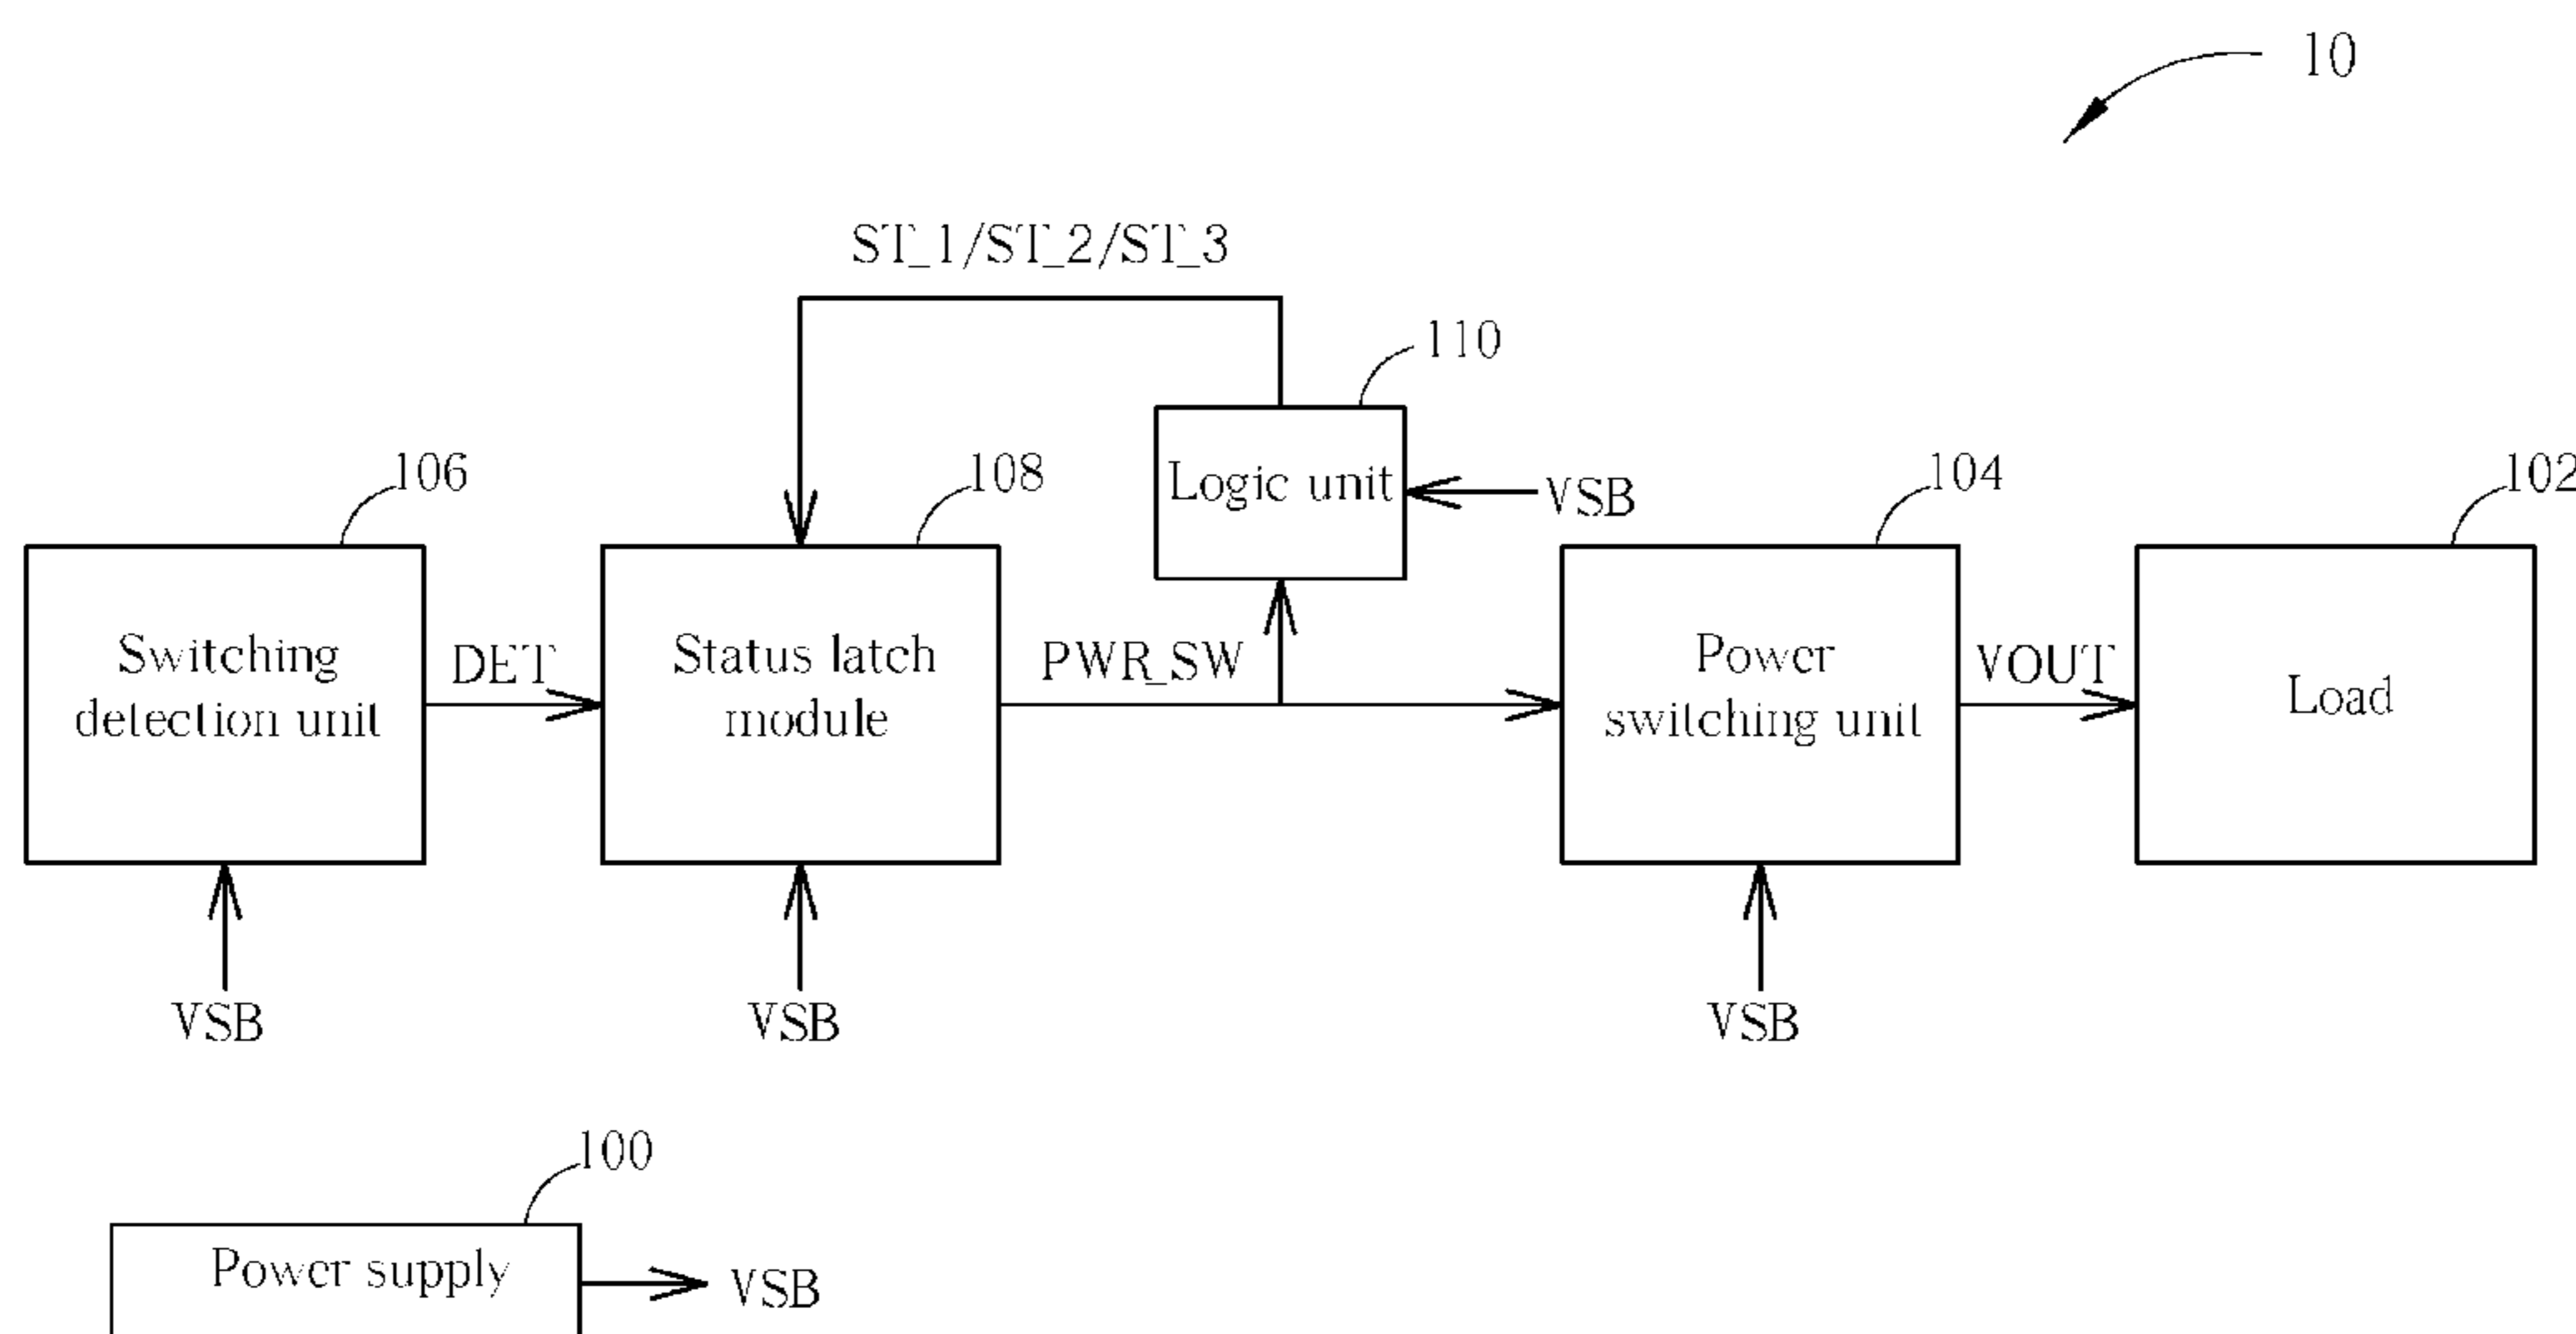 10
ST_1/ST_2/ST_3
110
Logic unit
VSB
106
108
104
102
Switching
detection unit
DET
Status latch
module
PWR_SW
Power
switching unit
VOUT
Load
VSB
VSB
VSB
100
Power supply
VSB